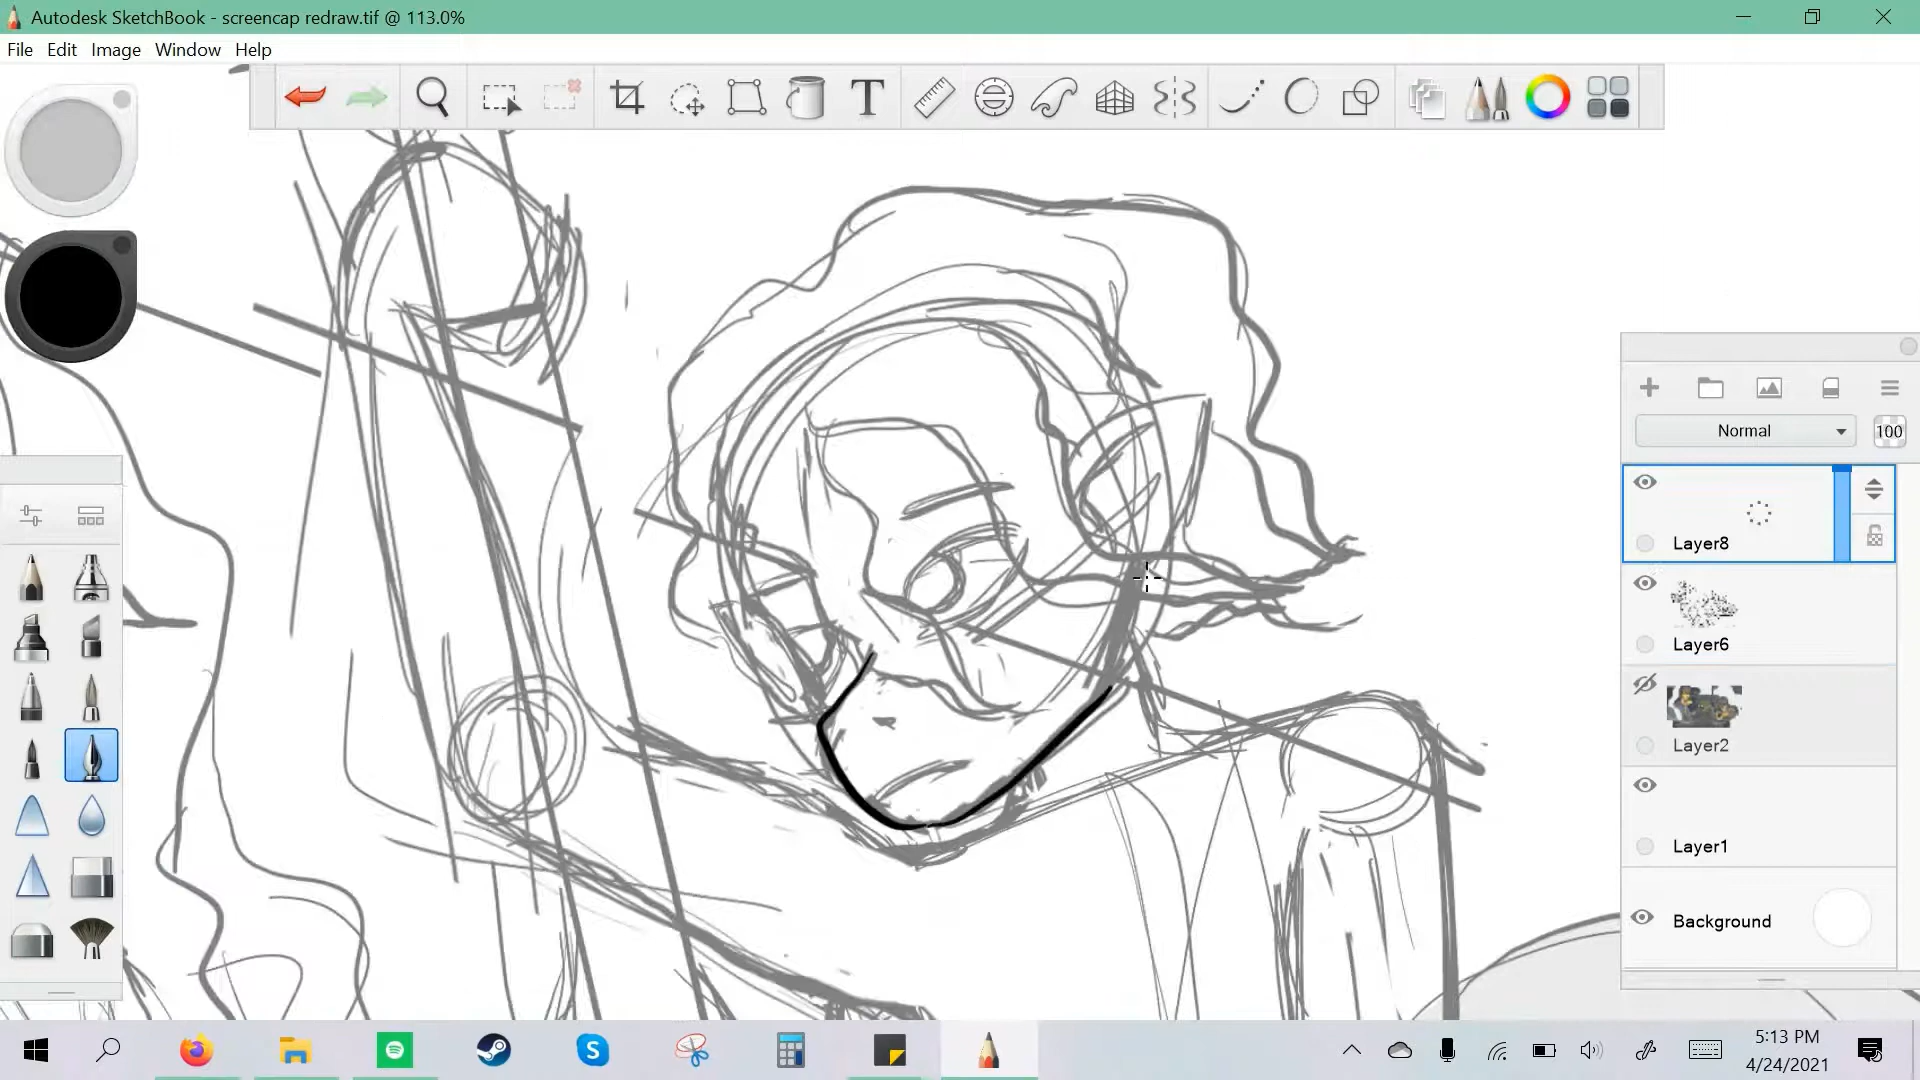 Autodesk SketchBook - screencap redraw.tif @ 113.0%
File Edit Image Window Help
T
Normal 100
Layer8
Layer6
Layer2
Layer1
Background
5:13 PM
4/24/2021